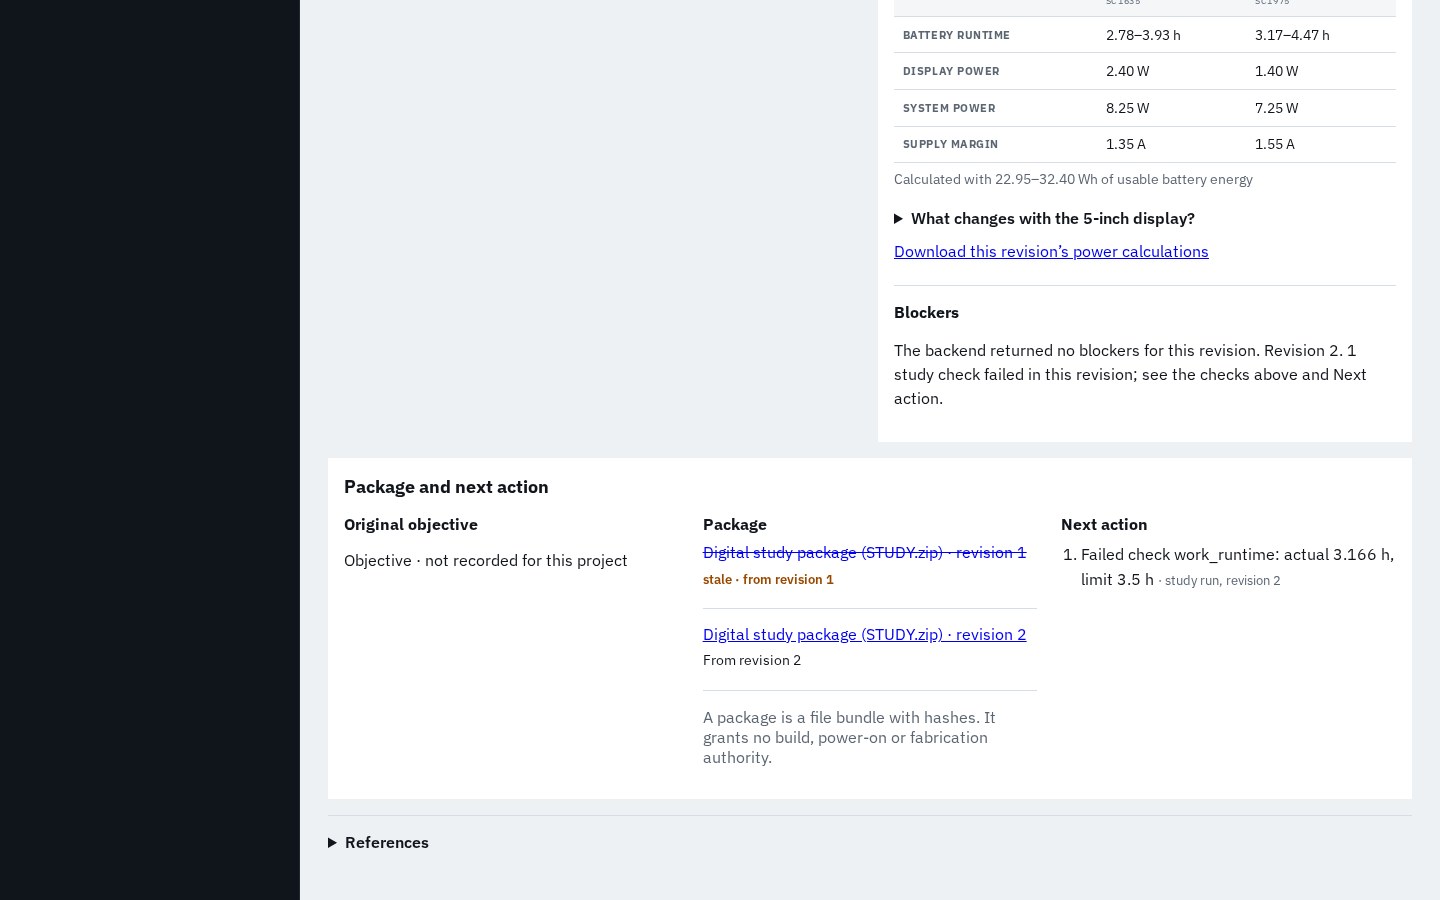 SC1635 SC1975
BATTERY RUNTIME 2.78–3.93 h 3.17–4.47 h
DISPLAY POWER 2.40 W 1.40 W
SYSTEM POWER 8.25 W 7.25 W
SUPPLY MARGIN 1.35 A 1.55 A
Calculated with 22.95–32.40 Wh of usable battery energy
What changes with the 5-inch display?
Download this revision’s power calculations
Blockers
The backend returned no blockers for this revision. Revision 2. 1
study check failed in this revision; see the checks above and Next
action.
Package and next action
Original objective
Objective · not recorded for this project
Package
Digital study package (STUDY.zip) · revision 1
stale · from revision 1
Digital study package (STUDY.zip) · revision 2
From revision 2
A package is a file bundle with hashes. It
grants no build, power-on or fabrication
authority.
Next action
1. Failed check work_runtime: actual 3.166 h,
limit 3.5 h · study run, revision 2
References